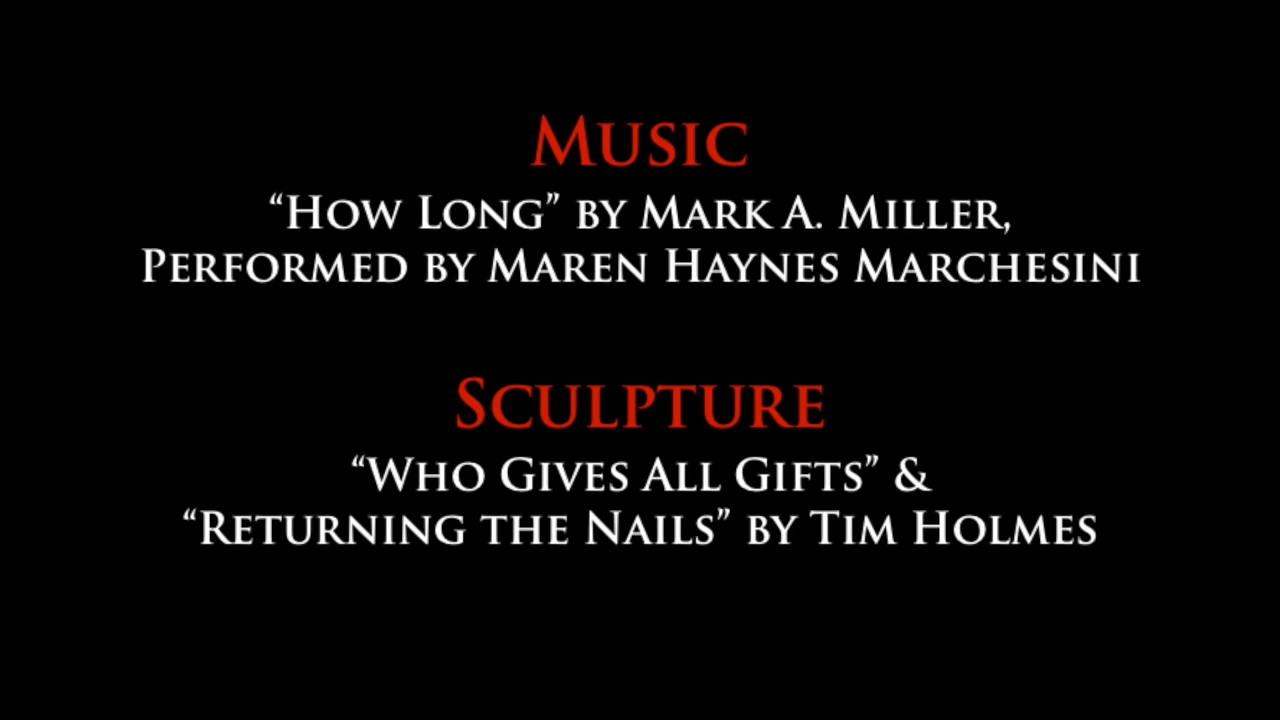 Music
“How Long” by Mark A. Miller,
Performed by Maren Haynes Marchesini
Sculpture
“Who Gives All Gifts” &
“Returning the Nails” by Tim Holmes